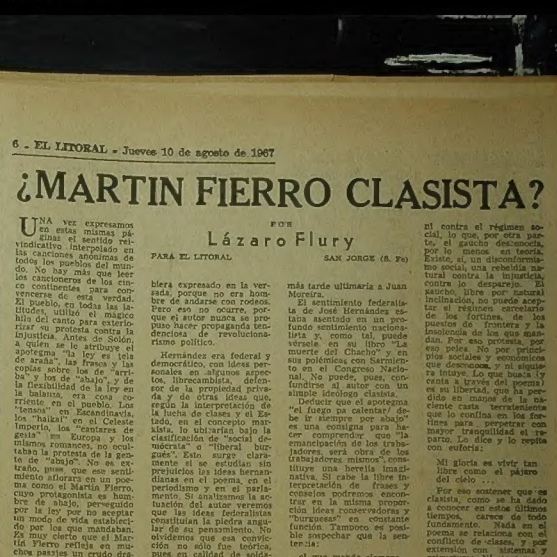 6 - EL LITORAL - Jueves 10 de agosto de 1967
¿MARTIN FIERRO CLASISTA?
POR
Lázaro Flury
PARA EL LITORAL
SAN JORGE (S. Fe)
UNA vez expresamos
en estas mismas pá-
ginas el sentido rei-
vindicativo interpolado en
las canciones anónimas de
todos los pueblos del mun-
do. No hay más que leer
los cancioneros de los cin-
co continentes para con-
vencerse de esta verdad.
El pueblo, en todas las la-
titudes, utilizó el mágico
hilo del canto para exterio-
rizar su protesta contra la
injusticia. Antes de Solón,
a quien se le atribuye el
apotegma "la ley es tela
de araña", las frases y las
coplas sobre los de "arri-
ba" y los de "abajo", y de
la flexibilidad de la ley en
la balanza, era cosa co-
rriente en el pueblo. Los
"tensos" en Escandinavia,
los "haikai" en el Celeste
Imperio, los "cantares de
gesta" en Europa y los
mismos romances no ocul-
taban la protesta de la gen-
te de "abajo". No es ex-
traño, pues, que ese senti-
miento aflorara en un poe-
ma como el Martín Fierro,
cuyo protagonista es hom-
bre de abajo, perseguido
por la ley por no aceptar
un modo de vida estableci-
do por los que mandaban.
Es muy cierto que el Mar-
tín Fierro refleja en mu-
chos pasajes un crudo dra-
biera expresado en la ver-
sada, porque no era hom-
bre de andarse con rodeos.
Pero eso no ocurre, por-
que el autor nunca se pro-
puso hacer propaganda ten-
denciosa de revoluciona-
rismo político.
Hernández era federal y
democrático, con ideas per-
sonales en algunos aspec-
tos, librecambista, defen-
sor de la propiedad priva-
da y de otras ideas que,
según la interpretación de
la lucha de clases y el Es-
tado, en el concepto mar-
xista, lo ubicarían bajo la
clasificación de "social de-
mócrata" o "liberal bur-
gués". Esto surge clara-
mente si se estudian sin
prejuicios las ideas hernan-
dianas en el poema, en el
periodismo y en el parla-
mento. Si analizamos la ac-
tuación del autor veremos
que las ideas federalistas
constituían la piedra angu-
lar de su pensamiento. No
olvidemos que esa convic-
ción no sólo fue teórica,
pues en calidad de solda-
más tarde ultimaría a Juan
Moreira.
El sentimiento federalis-
ta de José Hernández es-
taba asentado en un pro-
fundo sentimiento naciona-
lista y, como tal, puede
vérsela en su libro "La
muerte del Chacho" y en
sus polémicas con Sarmien-
to en el Congreso Nacio-
nal. No puede, pues, con-
fundirse al autor con un
simple ideólogo clasista.
Deducir que el apotegma
"el fuego pa calentar/ de-
be ir siempre por abajo"
es una consigna para ha-
cer comprender que "la
emancipación de los traba-
jadores, será obra de los
trabajadores mismos", cons-
tituye una herejía imagi-
nativa. Si cabe la libre in-
terpretación de frases y
consejos podremos encon-
trar en la misma propor-
ción ideas conservadoras y
"burguesas" en constante
función Tampoco es posi-
ble sospechar que la sen-
tencia:
ni contra el régimen so-
cial, lo que, por otra par-
te, el gaucho desconocía,
por lo menos en teoría.
Existe, sí, un disconformis-
mo social, una rebeldía na-
tural contra la injusticia,
contra lo desparejo. El
gaucho, libre por natural
inclinación, no puede acep-
tar el régimen carcelario
de los fortines, de los
puestos de frontera y la
insolencia de los que man-
dan. Por eso protesta, por
eso pelea. No por princi-
pios sociales y económicos
que desconoce, y ni siquie-
ra intuye. Lo que busca (y
canta a través del poema)
es su libertad, que ha per-
dido en manos de la na-
ciente casta terrateniente
que lo confina en los for-
tines para perpetrar con
mayor tranquilidad el re-
parto. Lo dice y lo repite
con euforia:
Mi gloria es vivir tan
libre como el pájaro
del cielo ...
Por eso sostener que es
clasista, como se ha dado
a conocer en estos últimos
tiempos, carece de todo
fundamento. Nada en el
poema se relaciona con el
conflicto de clases, y por
extensión con sistemas